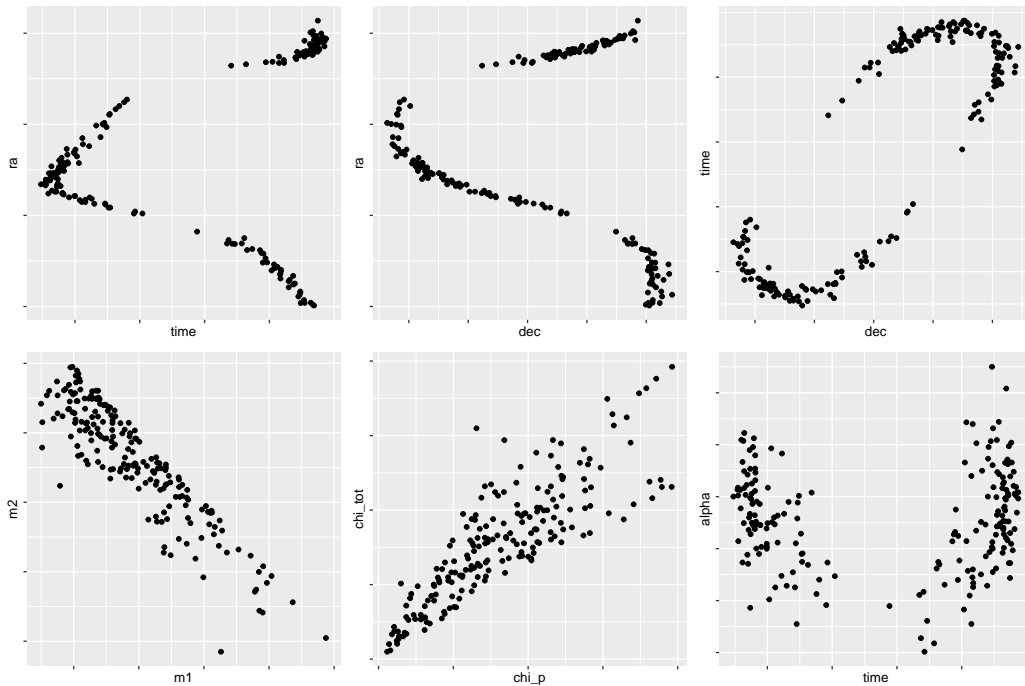 ra
time
ra
dec
time
dec
m2
m1
chi_tot
chi_p
alpha
time